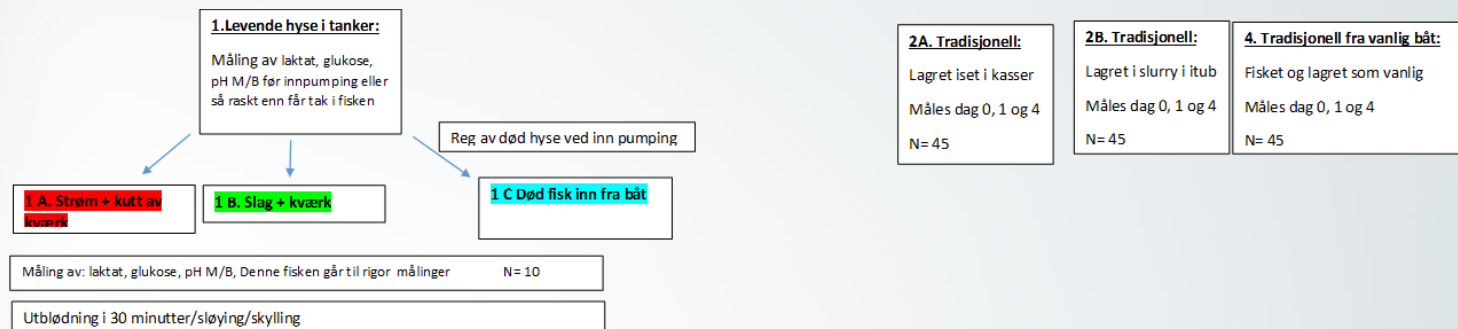 1.Levende hyse i tanker:
Måling av laktat, glukose,
pH M/B før innpumping eller
så raskt enn får tak i fisken
Reg av død hyse ved inn pumping
1 A. Strøm + kutt av
kværk
1 B. Slag + kværk
1 C Død fisk inn fra båt
Måling av: laktat, glukose, pH M/B, Denne fisken går til rigor målinger N= 10
Utblødning i 30 minutter/sløying/skylling
2A. Tradisjonell:
Lagret iset i kasser
Måles dag 0, 1 og 4
N= 45
2B. Tradisjonell:
Lagret i slurry i itub
Måles dag 0, 1 og 4
N= 45
4. Tradisjonell fra vanlig båt:
Fisket og lagret som vanlig
Måles dag 0, 1 og 4
N= 45